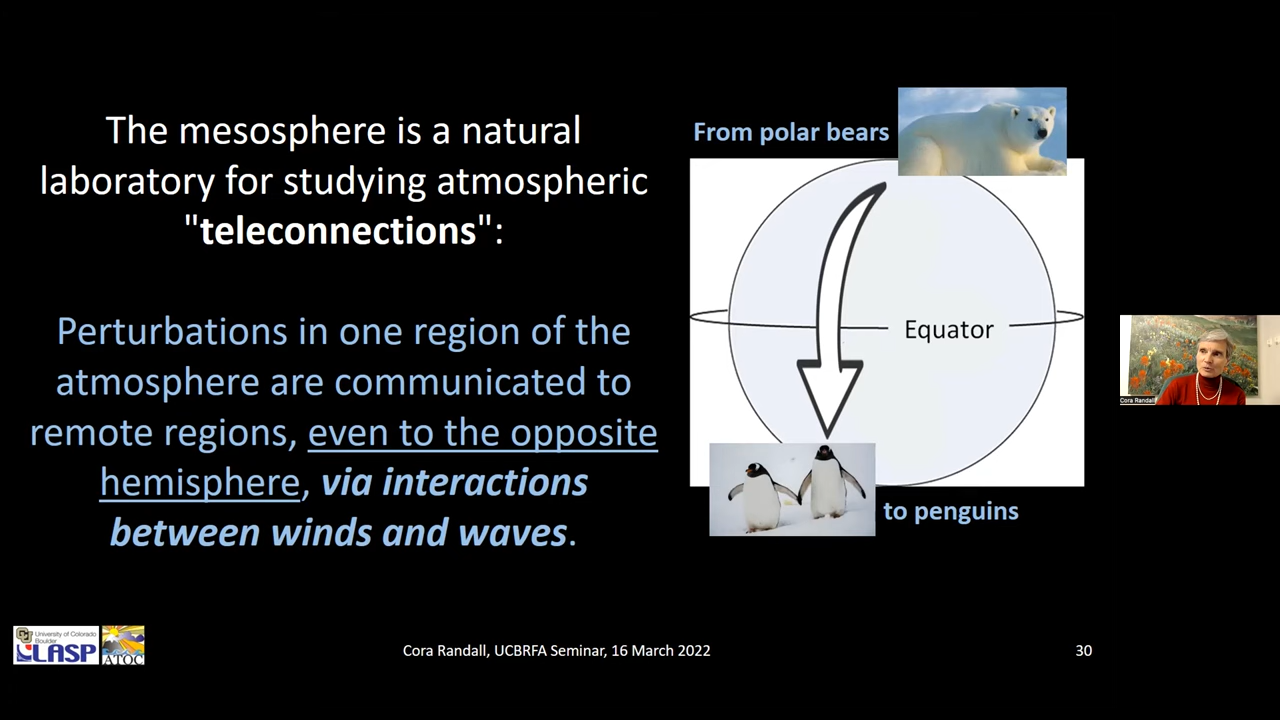 The mesosphere is a natural
laboratory for studying atmospheric
"teleconnections":
Perturbations in one region of the
atmosphere are communicated to
remote regions, even to the opposite
hemisphere, via interactions
between winds and waves.
From polar bears
Equator
to penguins
Cora Randall
University of Colorado
Boulder
LASP
ATOC
Cora Randall, UCBRFA Seminar, 16 March 2022
30